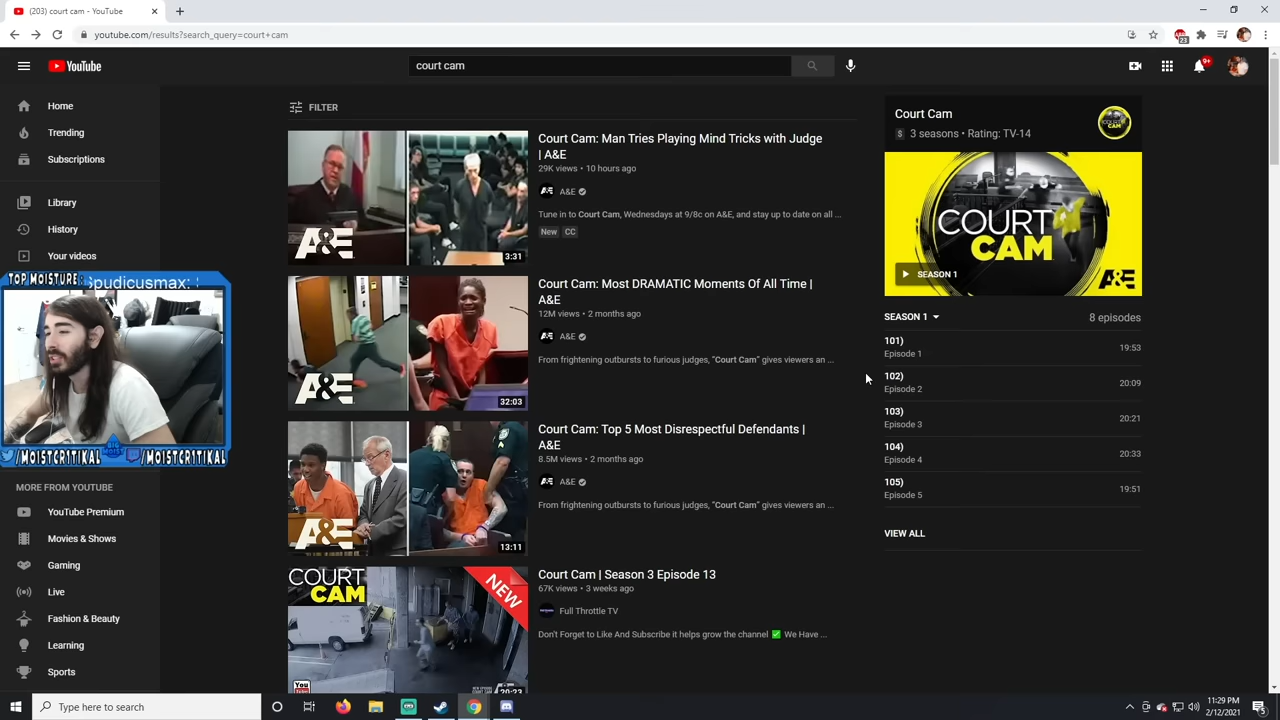 (203) court cam - YouTube
youtube.com/results?search_query=court+cam
23
YouTube
court cam
9+
Home
Trending
Subscriptions
Library
History
Your videos
TOP MOISTURE:
Spudicusmax:
BIG MOIST
/MOISTCRITIKAL /MOISTCRITIKAL
MORE FROM YOUTUBE
YouTube Premium
Movies & Shows
Gaming
Live
Fashion & Beauty
Learning
Sports
FILTER
A&E
3:31
Court Cam: Man Tries Playing Mind Tricks with Judge
| A&E
29K views • 10 hours ago
A&E
Tune in to Court Cam, Wednesdays at 9/8c on A&E, and stay up to date on all ...
New CC
A&E
32:03
Court Cam: Most DRAMATIC Moments Of All Time |
A&E
12M views • 2 months ago
A&E
From frightening outbursts to furious judges, "Court Cam" gives viewers an ...
A&E
13:11
Court Cam: Top 5 Most Disrespectful Defendants |
A&E
8.5M views • 2 months ago
A&E
From frightening outbursts to furious judges, "Court Cam" gives viewers an ...
COURT
CAM
NEW
You
20:23
Court Cam | Season 3 Episode 13
67K views • 3 weeks ago
Full Throttle TV
Don't Forget to Like And Subscribe it helps grow the channel ✅ We Have ...
Court Cam
$ 3 seasons • Rating: TV-14
COURT
CAM
SEASON 1
A&E
SEASON 1
8 episodes
101)
Episode 1
19:53
102)
Episode 2
20:09
103)
Episode 3
20:21
104)
Episode 4
20:33
105)
Episode 5
19:51
VIEW ALL
Type here to search
11:29 PM
2/12/2021